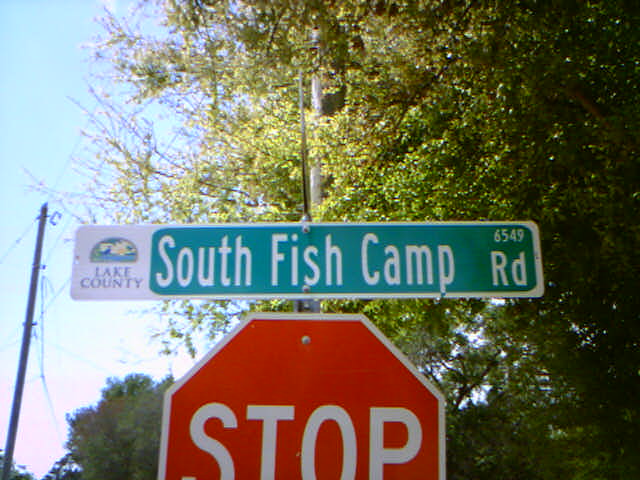 LAKE
COUNTY
South Fish Camp Rd
6549
STOP